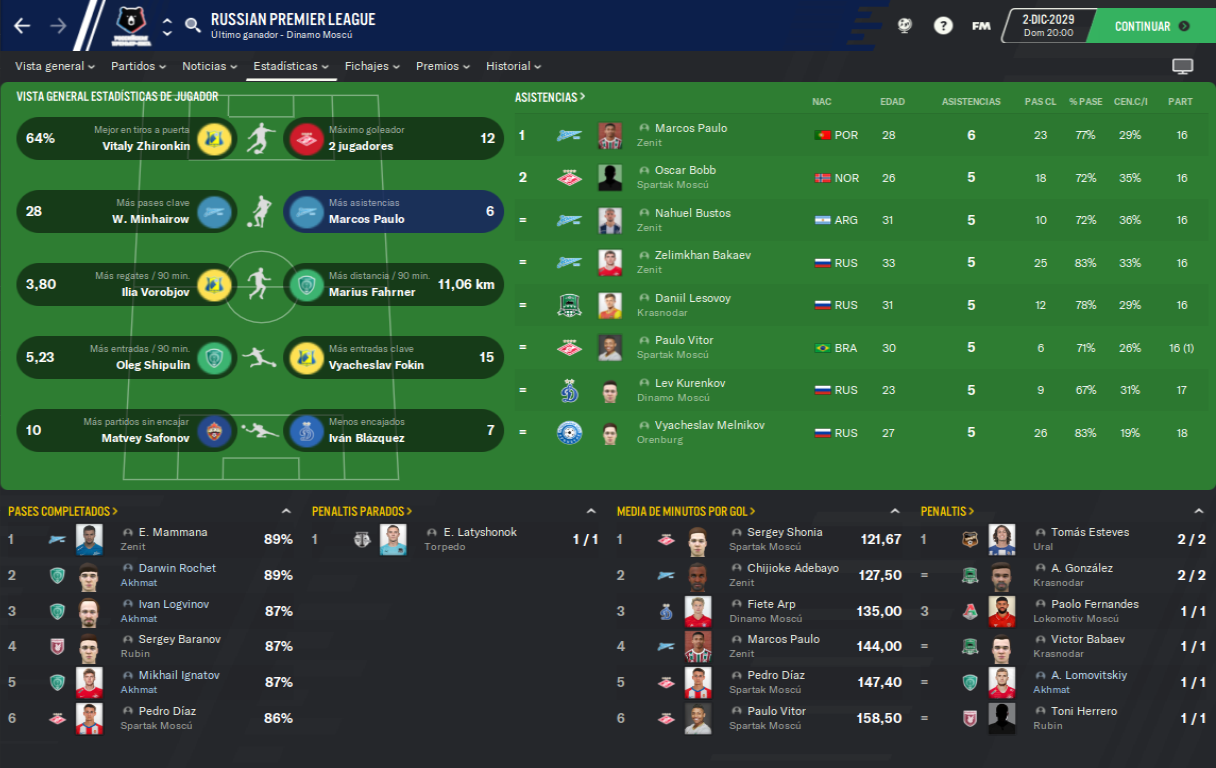 RUSSIAN PREMIER LEAGUE
Último ganador - Dinamo Moscú
?
FM
2-DIC-2029
Dom 20:00
CONTINUAR
Vista general
Partidos
Noticias
Estadísticas
Fichajes
Premios
Historial
VISTA GENERAL ESTADÍSTICAS DE JUGADOR
64% Mejor en tiros a puerta
Vitaly Zhironkin
Máximo goleador
2 jugadores 12
28 Más pases clave
W. Minhairow
Más asistencias
Marcos Paulo 6
3,80 Más regates / 90 min.
Ilia Vorobjov
Más distancia / 90 min.
Marius Fahrner 11,06 km
5,23 Más entradas / 90 min.
Oleg Shipulin
Más entradas clave
Vyacheslav Fokin 15
10 Más partidos sin encajar
Matvey Safonov
Menos encajados
Iván Blázquez 7
ASISTENCIAS > NAC EDAD ASISTENCIAS PAS CL % PASE CEN.C/I PART
1 Marcos Paulo POR 28 6 23 77% 29% 16
Zenit
2 Oscar Bobb NOR 26 5 18 72% 35% 16
Spartak Moscú
= Nahuel Bustos ARG 31 5 10 72% 36% 16
Zenit
= Zelimkhan Bakaev RUS 33 5 25 83% 33% 16
Zenit
= Daniil Lesovoy RUS 31 5 12 78% 29% 16
Krasnodar
= Paulo Vitor BRA 30 5 6 71% 26% 16 (1)
Spartak Moscú
= Lev Kurenkov RUS 23 5 9 67% 31% 17
Dinamo Moscú
= Vyacheslav Melnikov RUS 27 5 26 83% 19% 18
Orenburg
PASES COMPLETADOS >
1 E. Mammana 89%
Zenit
2 Darwin Rochet 89%
Akhmat
3 Ivan Logvinov 87%
Akhmat
4 Sergey Baranov 87%
Rubin
5 Mikhail Ignatov 87%
Akhmat
6 Pedro Díaz 86%
Spartak Moscú
PENALTIS PARADOS >
1 E. Latyshonok 1 / 1
Torpedo
MEDIA DE MINUTOS POR GOL >
1 Sergey Shonia 121,67
Spartak Moscú
2 Chijioke Adebayo 127,50
Zenit
3 Fiete Arp 135,00
Dinamo Moscú
4 Marcos Paulo 144,00
Zenit
5 Pedro Díaz 147,40
Spartak Moscú
6 Paulo Vitor 158,50
Spartak Moscú
PENALTIS >
1 Tomás Esteves 2 / 2
Ural
= A. González 2 / 2
Krasnodar
3 Paolo Fernandes 1 / 1
Lokomotiv Moscú
= Victor Babaev 1 / 1
Krasnodar
= A. Lomovitskiy 1 / 1
Akhmat
= Toni Herrero 1 / 1
Rubin